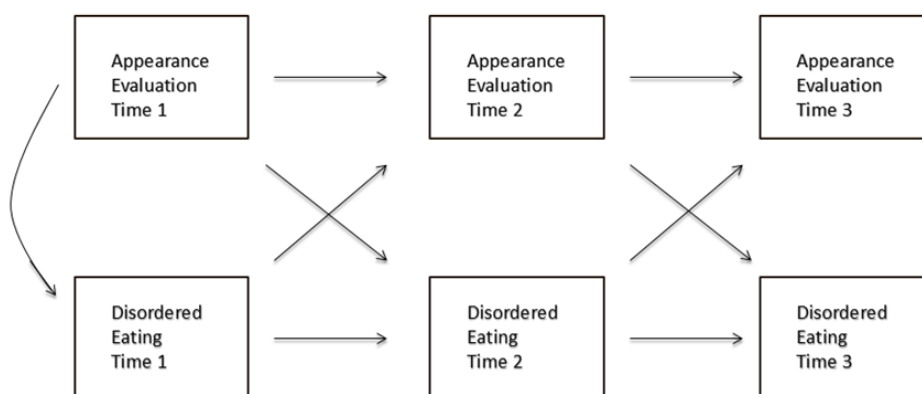 Appearance
Evaluation
Time 1
Appearance
Evaluation
Time 2
Appearance
Evaluation
Time 3
Disordered
Eating
Time 1
Disordered
Eating
Time 2
Disordered
Eating
Time 3